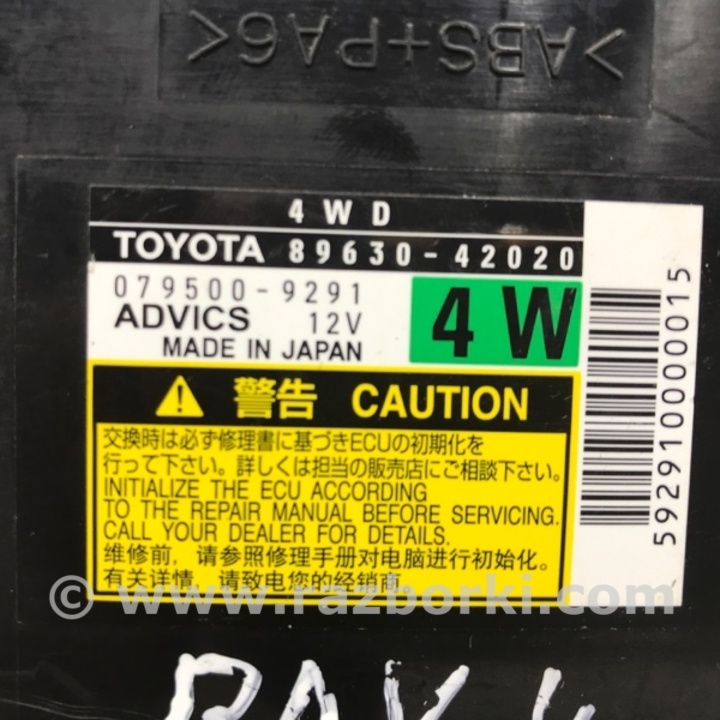 >ABS+PA6<
4WD
TOYOTA 89630-42020
079500-9291
ADVICS 12V
MADE IN JAPAN
4W
警告 CAUTION
交換時は必ず修理書に基づきECUの初期化を
行って下さい。詳しくは担当の販売店にご相談下さい。
INITIALIZE THE ECU ACCORDING
TO THE REPAIR MANUAL BEFORE SERVICING.
CALL YOUR DEALER FOR DETAILS.
维修前，请参照修理手册对电脑进行初始化。
有关详情，请致电您的经销商
59291000000015
© www.razborki.com
RAV 4